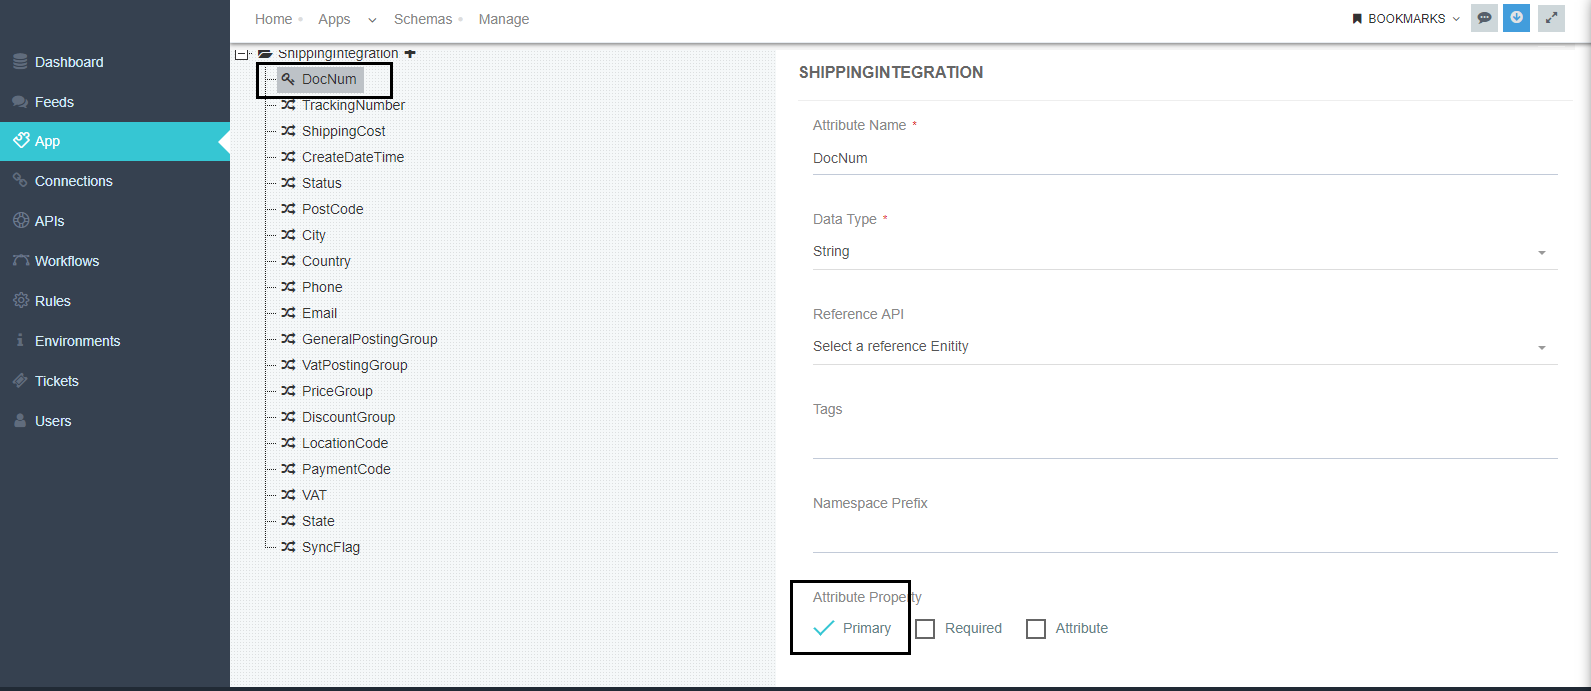 Home Apps Schemas Manage
BOOKMARKS
Dashboard
Feeds
App
Connections
APIs
Workflows
Rules
Environments
Tickets
Users
ShippingIntegration
DocNum
TrackingNumber
ShippingCost
CreateDateTime
Status
PostCode
City
Country
Phone
Email
GeneralPostingGroup
VatPostingGroup
PriceGroup
DiscountGroup
LocationCode
PaymentCode
VAT
State
SyncFlag
SHIPPINGINTEGRATION
Attribute Name *
DocNum
Data Type *
String
Reference API
Select a reference Enitity
Tags
Namespace Prefix
Attribute Property
Primary Required Attribute